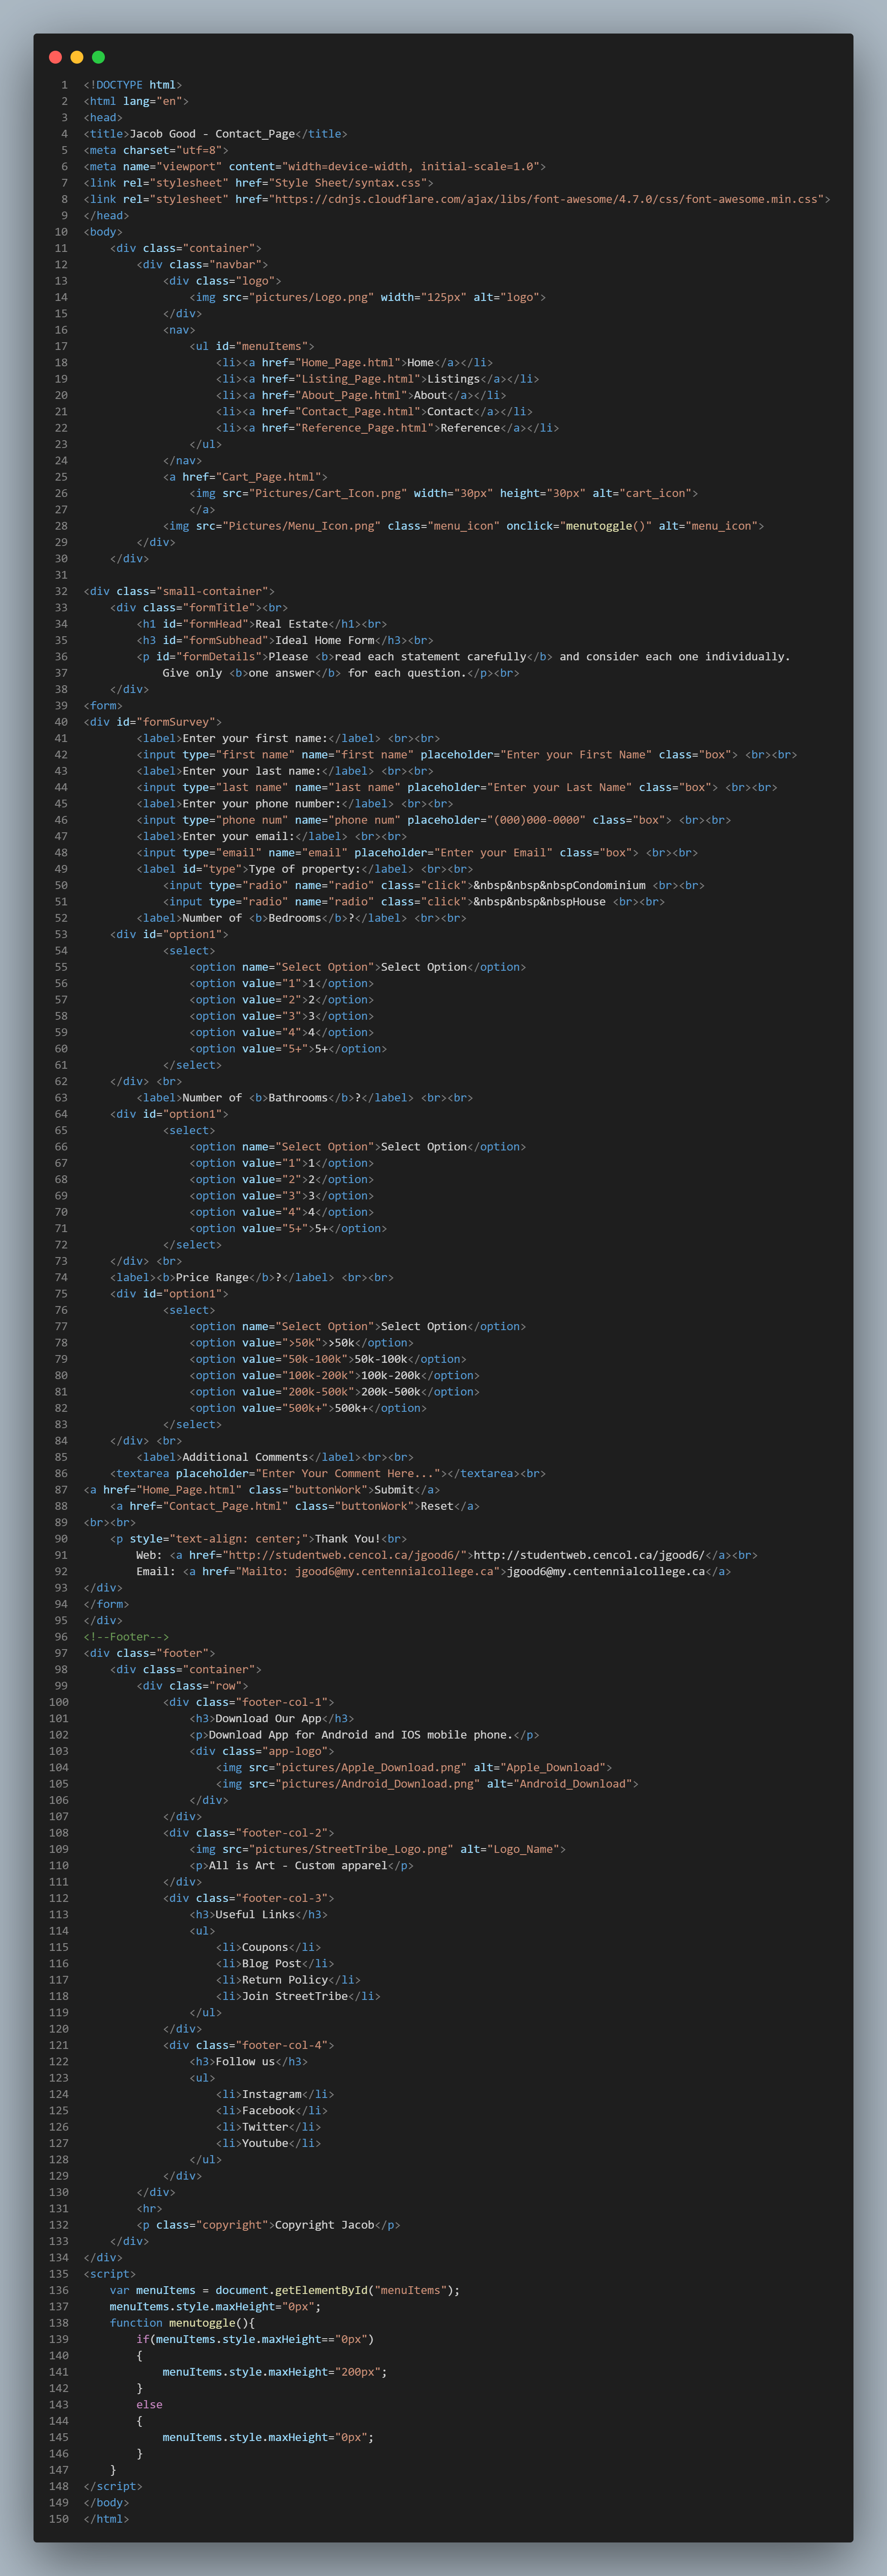 1 <!DOCTYPE html>
2 <html lang="en">
3 <head>
4 <title>Jacob Good - Contact_Page</title>
5 <meta charset="utf=8">
6 <meta name="viewport" content="width=device-width, initial-scale=1.0">
7 <link rel="stylesheet" href="Style Sheet/syntax.css">
8 <link rel="stylesheet" href="https://cdnjs.cloudflare.com/ajax/libs/font-awesome/4.7.0/css/font-awesome.min.css">
9 </head>
10 <body>
11     <div class="container">
12         <div class="navbar">
13             <div class="logo">
14                 <img src="pictures/Logo.png" width="125px" alt="logo">
15             </div>
16             <nav>
17                 <ul id="menuItems">
18                     <li><a href="Home_Page.html">Home</a></li>
19                     <li><a href="Listing_Page.html">Listings</a></li>
20                     <li><a href="About_Page.html">About</a></li>
21                     <li><a href="Contact_Page.html">Contact</a></li>
22                     <li><a href="Reference_Page.html">Reference</a></li>
23                 </ul>
24             </nav>
25             <a href="Cart_Page.html">
26                 <img src="Pictures/Cart_Icon.png" width="30px" height="30px" alt="cart_icon">
27                 </a>
28             <img src="Pictures/Menu_Icon.png" class="menu_icon" onclick="menutoggle()" alt="menu_icon">
29         </div>
30     </div>
31
32 <div class="small-container">
33     <div class="formTitle"><br>
34         <h1 id="formHead">Real Estate</h1><br>
35         <h3 id="formSubhead">Ideal Home Form</h3><br>
36         <p id="formDetails">Please <b>read each statement carefully</b> and consider each one individually.
37             Give only <b>one answer</b> for each question.</p><br>
38     </div>
39 <form>
40 <div id="formSurvey">
41         <label>Enter your first name:</label> <br><br>
42         <input type="first name" name="first name" placeholder="Enter your First Name" class="box"> <br><br>
43         <label>Enter your last name:</label> <br><br>
44         <input type="last name" name="last name" placeholder="Enter your Last Name" class="box"> <br><br>
45         <label>Enter your phone number:</label> <br><br>
46         <input type="phone num" name="phone num" placeholder="(000)000-0000" class="box"> <br><br>
47         <label>Enter your email:</label> <br><br>
48         <input type="email" name="email" placeholder="Enter your Email" class="box"> <br><br>
49         <label id="type">Type of property:</label> <br><br>
50             <input type="radio" name="radio" class="click">&nbsp&nbsp&nbspCondominium <br><br>
51             <input type="radio" name="radio" class="click">&nbsp&nbsp&nbspHouse <br><br>
52         <label>Number of <b>Bedrooms</b>?</label> <br><br>
53     <div id="option1">
54             <select>
55                 <option name="Select Option">Select Option</option>
56                 <option value="1">1</option>
57                 <option value="2">2</option>
58                 <option value="3">3</option>
59                 <option value="4">4</option>
60                 <option value="5+">5+</option>
61             </select>
62     </div> <br>
63         <label>Number of <b>Bathrooms</b>?</label> <br><br>
64     <div id="option1">
65             <select>
66                 <option name="Select Option">Select Option</option>
67                 <option value="1">1</option>
68                 <option value="2">2</option>
69                 <option value="3">3</option>
70                 <option value="4">4</option>
71                 <option value="5+">5+</option>
72             </select>
73     </div> <br>
74     <label><b>Price Range</b>?</label> <br><br>
75     <div id="option1">
76             <select>
77                 <option name="Select Option">Select Option</option>
78                 <option value=">50k">>50k</option>
79                 <option value="50k-100k">50k-100k</option>
80                 <option value="100k-200k">100k-200k</option>
81                 <option value="200k-500k">200k-500k</option>
82                 <option value="500k+">500k+</option>
83             </select>
84     </div> <br>
85         <label>Additional Comments</label><br><br>
86     <textarea placeholder="Enter Your Comment Here..."></textarea><br>
87 <a href="Home_Page.html" class="buttonWork">Submit</a>
88     <a href="Contact_Page.html" class="buttonWork">Reset</a>
89 <br><br>
90     <p style="text-align: center;">Thank You!<br>
91         Web: <a href="http://studentweb.cencol.ca/jgood6/">http://studentweb.cencol.ca/jgood6/</a><br>
92         Email: <a href="Mailto: jgood6@my.centennialcollege.ca">jgood6@my.centennialcollege.ca</a>
93 </div>
94 </form>
95 </div>
96 <!--Footer-->
97 <div class="footer">
98     <div class="container">
99         <div class="row">
100             <div class="footer-col-1">
101                 <h3>Download Our App</h3>
102                 <p>Download App for Android and IOS mobile phone.</p>
103                 <div class="app-logo">
104                     <img src="pictures/Apple_Download.png" alt="Apple_Download">
105                     <img src="pictures/Android_Download.png" alt="Android_Download">
106                 </div>
107             </div>
108             <div class="footer-col-2">
109                 <img src="pictures/StreetTribe_Logo.png" alt="Logo_Name">
110                 <p>All is Art - Custom apparel</p>
111             </div>
112             <div class="footer-col-3">
113                 <h3>Useful Links</h3>
114                 <ul>
115                     <li>Coupons</li>
116                     <li>Blog Post</li>
117                     <li>Return Policy</li>
118                     <li>Join StreetTribe</li>
119                 </ul>
120             </div>
121             <div class="footer-col-4">
122                 <h3>Follow us</h3>
123                 <ul>
124                     <li>Instagram</li>
125                     <li>Facebook</li>
126                     <li>Twitter</li>
127                     <li>Youtube</li>
128                 </ul>
129             </div>
130         </div>
131         <hr>
132         <p class="copyright">Copyright Jacob</p>
133     </div>
134 </div>
135 <script>
136     var menuItems = document.getElementById("menuItems");
137     menuItems.style.maxHeight="0px";
138     function menutoggle(){
139         if(menuItems.style.maxHeight=="0px")
140         {
141             menuItems.style.maxHeight="200px";
142         }
143         else
144         {
145             menuItems.style.maxHeight="0px";
146         }
147     }
148 </script>
149 </body>
150 </html>